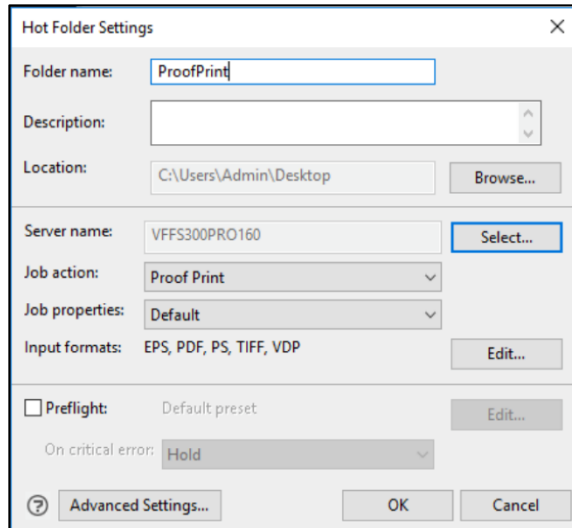 Hot Folder Settings
Folder name: ProofPrint
Description:
Location: C:\Users\Admin\Desktop Browse...
Server name: VFFS300PRO160 Select...
Job action: Proof Print
Job properties: Default
Input formats: EPS, PDF, PS, TIFF, VDP Edit...
Preflight: Default preset Edit...
On critical error: Hold
? Advanced Settings... OK Cancel